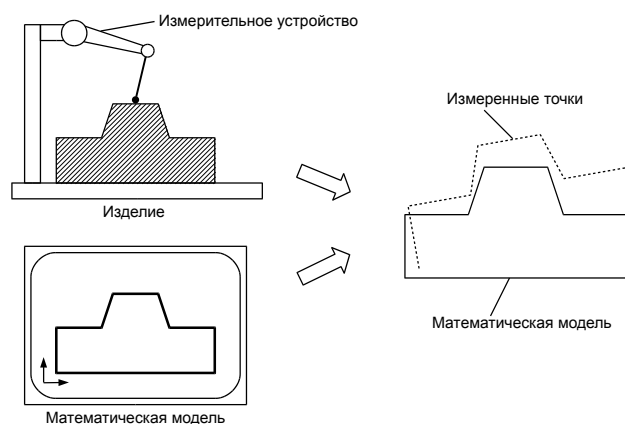 Измерительное устройство
Изделие
Математическая модель
Измеренные точки
Математическая модель